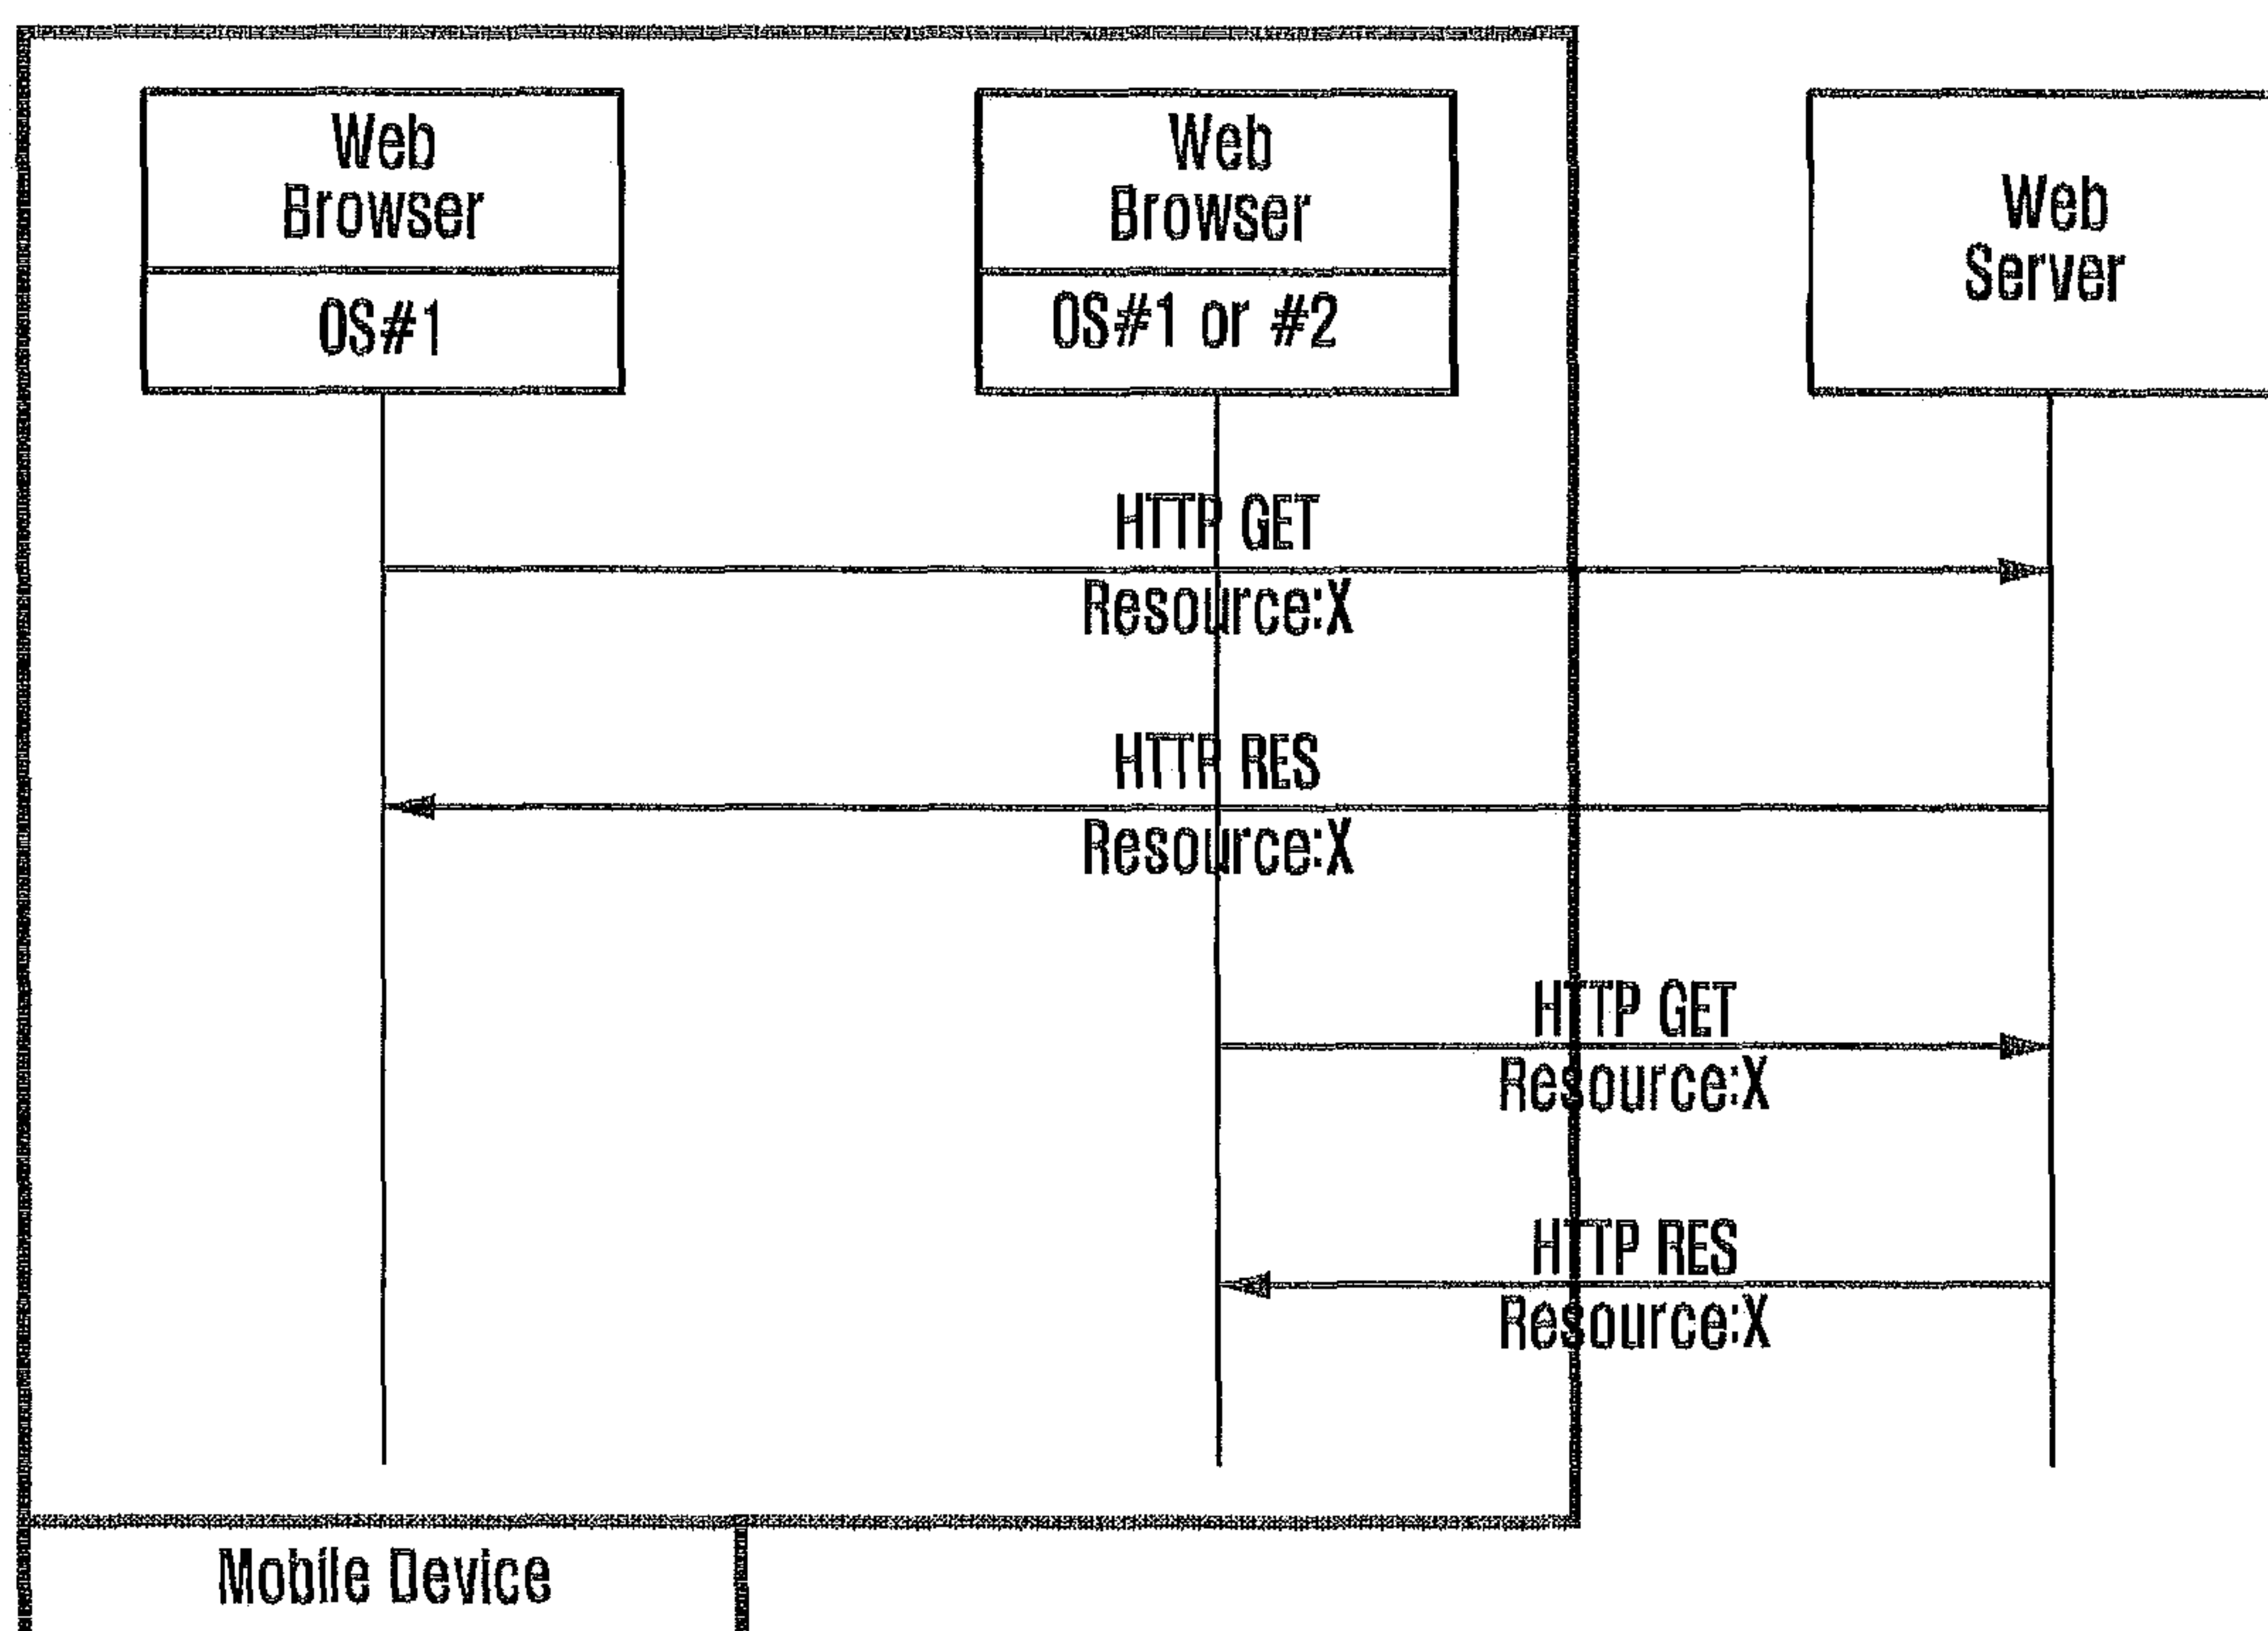 Web
Browser
OS#1
Web
Browser
OS#1 or #2
Web
Server
HTTP GET
Resource:X
HTTP RES
Resource:X
HTTP GET
Resource:X
HTTP RES
Resource:X
Mobile Device